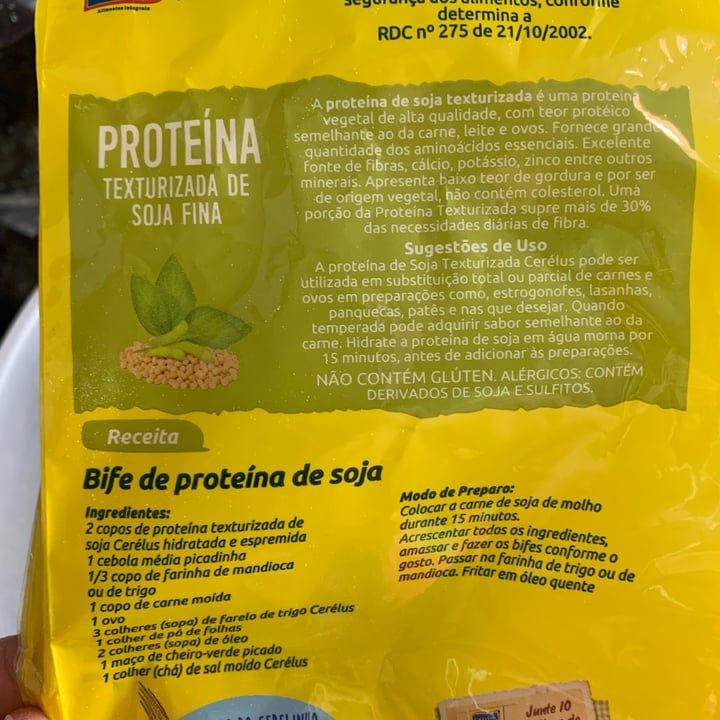 Alimentos Integrais
segurança dos alimentos, conforme
determina a
RDC nº 275 de 21/10/2002.
PROTEÍNA
TEXTURIZADA DE
SOJA FINA
A proteína de soja texturizada é uma proteína
vegetal de alta qualidade, com teor protéico
semelhante ao da carne, leite e ovos. Fornece grande
quantidade dos aminoácidos essenciais. Excelente
fonte de fibras, cálcio, potássio, zinco entre outros
minerais. Apresenta baixo teor de gordura e por ser
de origem vegetal, não contém colesterol. Uma
porção da Proteína Texturizada supre mais de 30%
das necessidades diárias de fibra.
Sugestões de Uso
A proteína de Soja Texturizada Cerélus pode ser
utilizada em substituição total ou parcial de carnes e
ovos em preparações como, estrogonofes, lasanhas,
panquecas, patês e nas que desejar. Quando
temperada pode adquirir sabor semelhante ao da
carne. Hidrate a proteína de soja em água morna por
15 minutos, antes de adicionar às preparações.
NÃO CONTÉM GLÚTEN. ALÉRGICOS: CONTÉM
DERIVADOS DE SOJA E SULFITOS.
Receita
Bife de proteína de soja
Ingredientes:
2 copos de proteína texturizada de
soja Cerélus hidratada e espremida
1 cebola média picadinha
1/3 copo de farinha de mandioca
ou de trigo
1 copo de carne moída
1 ovo
3 colheres (sopa) de farelo de trigo Cerélus
1 colher de pó de folhas
2 colheres (sopa) de óleo
1 maço de cheiro-verde picado
1 colher (chá) de sal moído Cerélus
Modo de Preparo:
Colocar a carne de soja de molho
durante 15 minutos.
Acrescentar todos os ingredientes,
amassar e fazer os bifes conforme o
gosto. Passar na farinha de trigo ou de
mandioca. Fritar em óleo quente
Junte 10